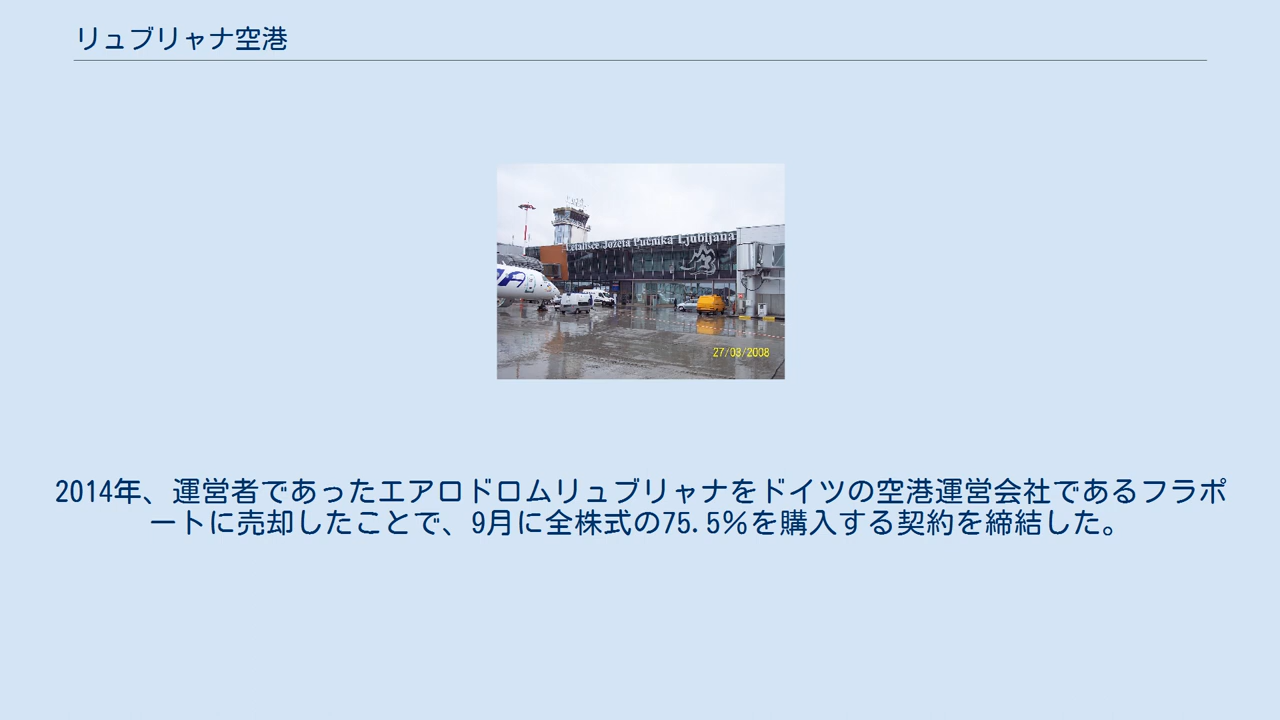 リュブリャナ空港
Letališče Jožeta Pučnika Ljubljana
27/03/2008
2014年、運営者であったエアロドロムリュブリャナをドイツの空港運営会社であるフラポ
ートに売却したことで、9月に全株式の75.5%を購入する契約を締結した。